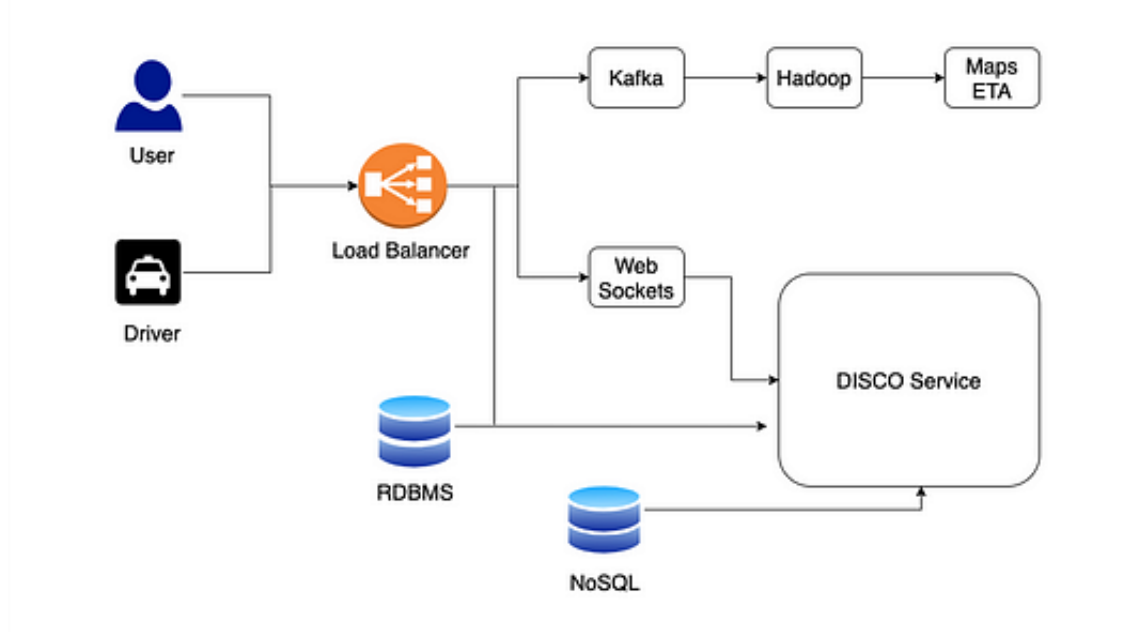 Kafka
Hadoop
Maps
ETA
User
Load Balancer
Web
Sockets
Driver
DISCO Service
RDBMS
NoSQL